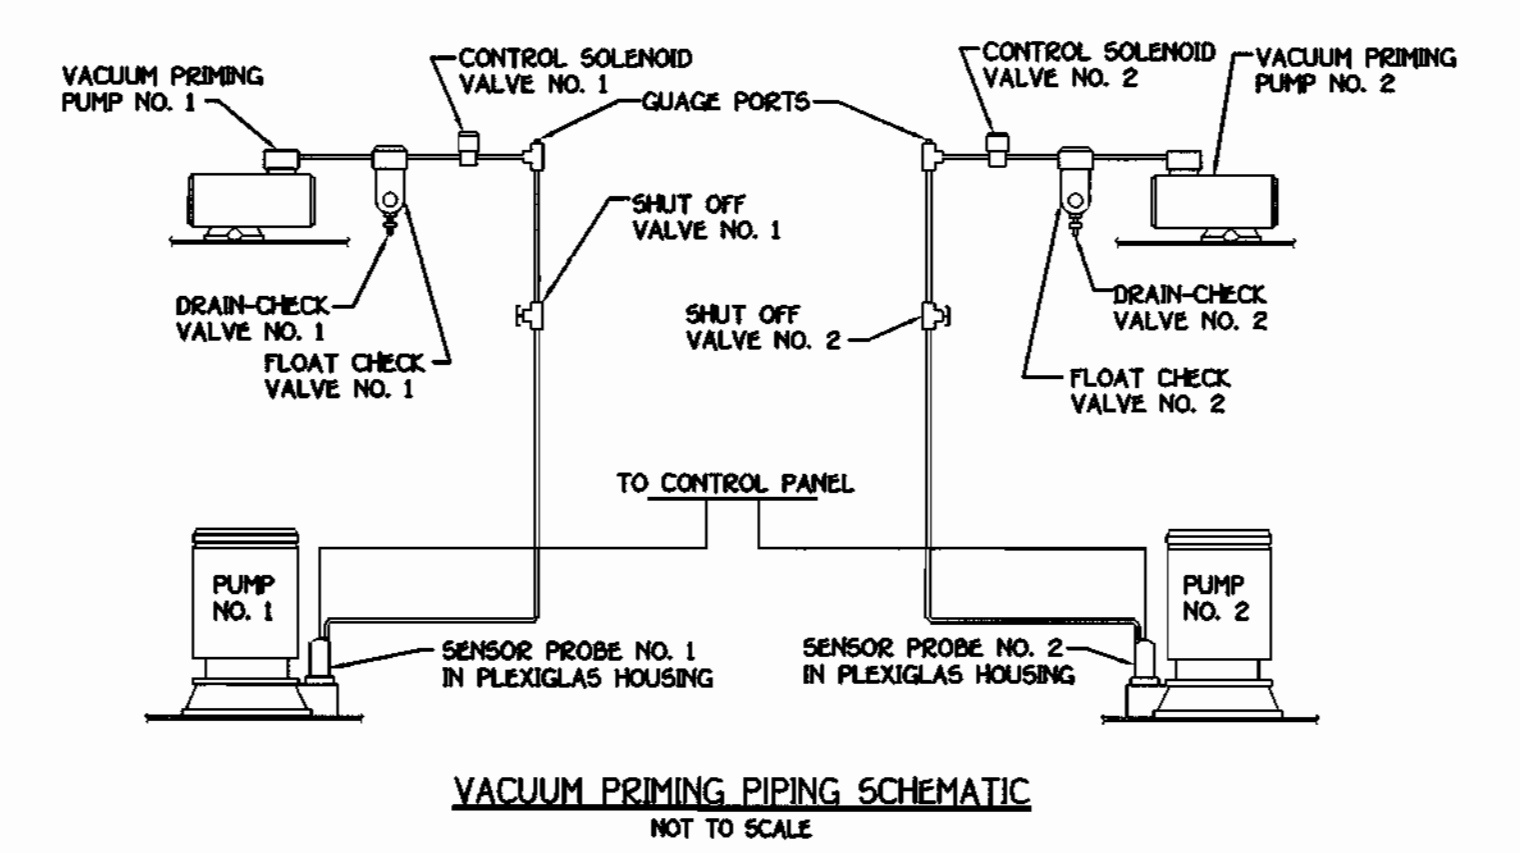 VACUUM PRIMING
PUMP NO. 1
CONTROL SOLENOID
VALVE NO. 1
GUAGE PORTS
CONTROL SOLENOID
VALVE NO. 2
VACUUM PRIMING
PUMP NO. 2
SHUT OFF
VALVE NO. 1
DRAIN-CHECK
VALVE NO. 1
FLOAT CHECK
VALVE NO. 1
SHUT OFF
VALVE NO. 2
DRAIN-CHECK
VALVE NO. 2
FLOAT CHECK
VALVE NO. 2
TO CONTROL PANEL
PUMP
NO. 1
PUMP
NO. 2
SENSOR PROBE NO. 1
IN PLEXIGLAS HOUSING
SENSOR PROBE NO. 2
IN PLEXIGLAS HOUSING
VACUUM PRIMING PIPING SCHEMATIC
NOT TO SCALE